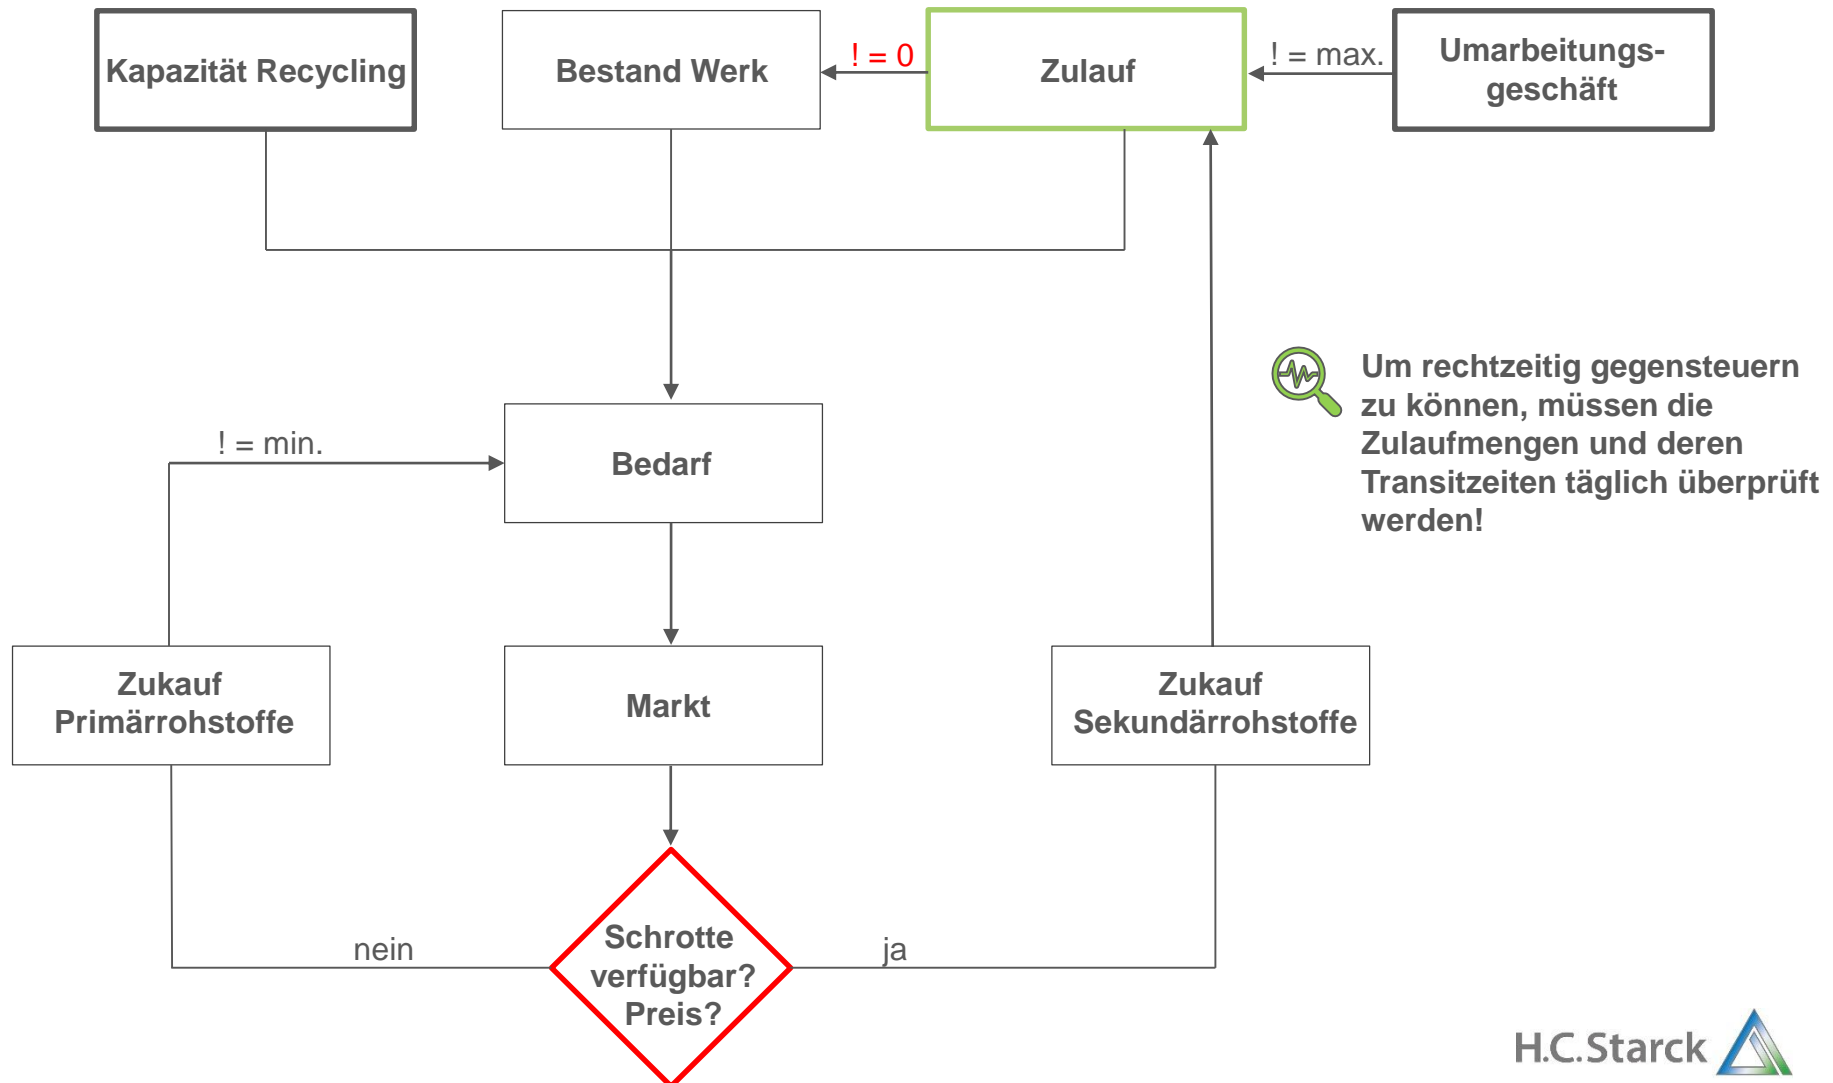 Kapazität Recycling
Bestand Werk
! = 0
Zulauf
! = max.
Umarbeitungs-
geschäft
Um rechtzeitig gegensteuern
zu können, müssen die
Zulaufmengen und deren
Transitzeiten täglich überprüft
werden!
! = min.
Bedarf
Zukauf
Primärrohstoffe
Markt
Zukauf
Sekundärrohstoffe
nein
Schrotte
verfügbar?
Preis?
ja
H.C.Starck